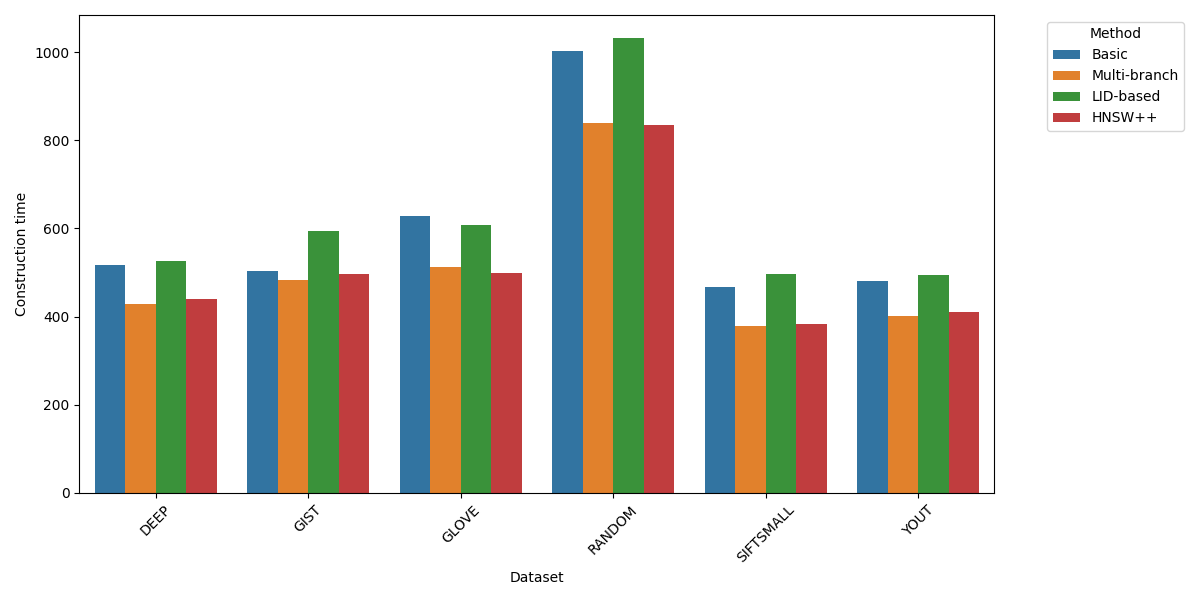 Construction time
1000
800
600
400
200
0
DEEP
GIST
GLOVE
RANDOM
SIFTSMALL
YOUT
Dataset
Method
Basic
Multi-branch
LID-based
HNSW++